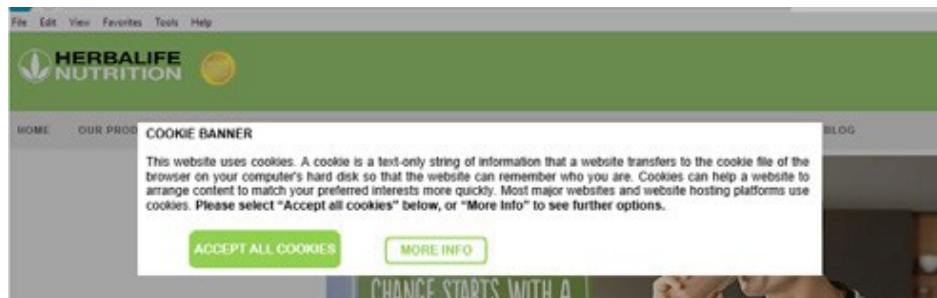 File Edit View Favorites Tools Help
HERBALIFE
NUTRITION
HOME OUR PROD BLOG
COOKIE BANNER
This website uses cookies. A cookie is a text-only string of information that a website transfers to the cookie file of the
browser on your computer's hard disk so that the website can remember who you are. Cookies can help a website to
arrange content to match your preferred interests more quickly. Most major websites and website hosting platforms use
cookies. Please select "Accept all cookies" below, or "More Info" to see further options.
ACCEPT ALL COOKIES MORE INFO
CHANGE STARTS WITH A